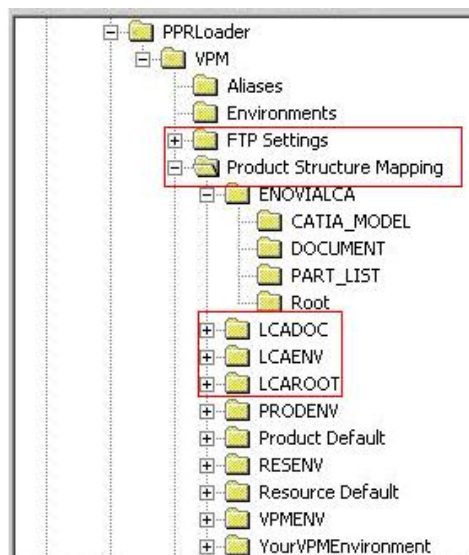 PPRLoader
VPM
Aliases
Environments
FTP Settings
Product Structure Mapping
ENOVIALCA
CATIA_MODEL
DOCUMENT
PART_LIST
Root
LCADOC
LCAENV
LCAROOT
PRODENV
Product Default
RESENV
Resource Default
VPMENV
YourVPMEnvironment